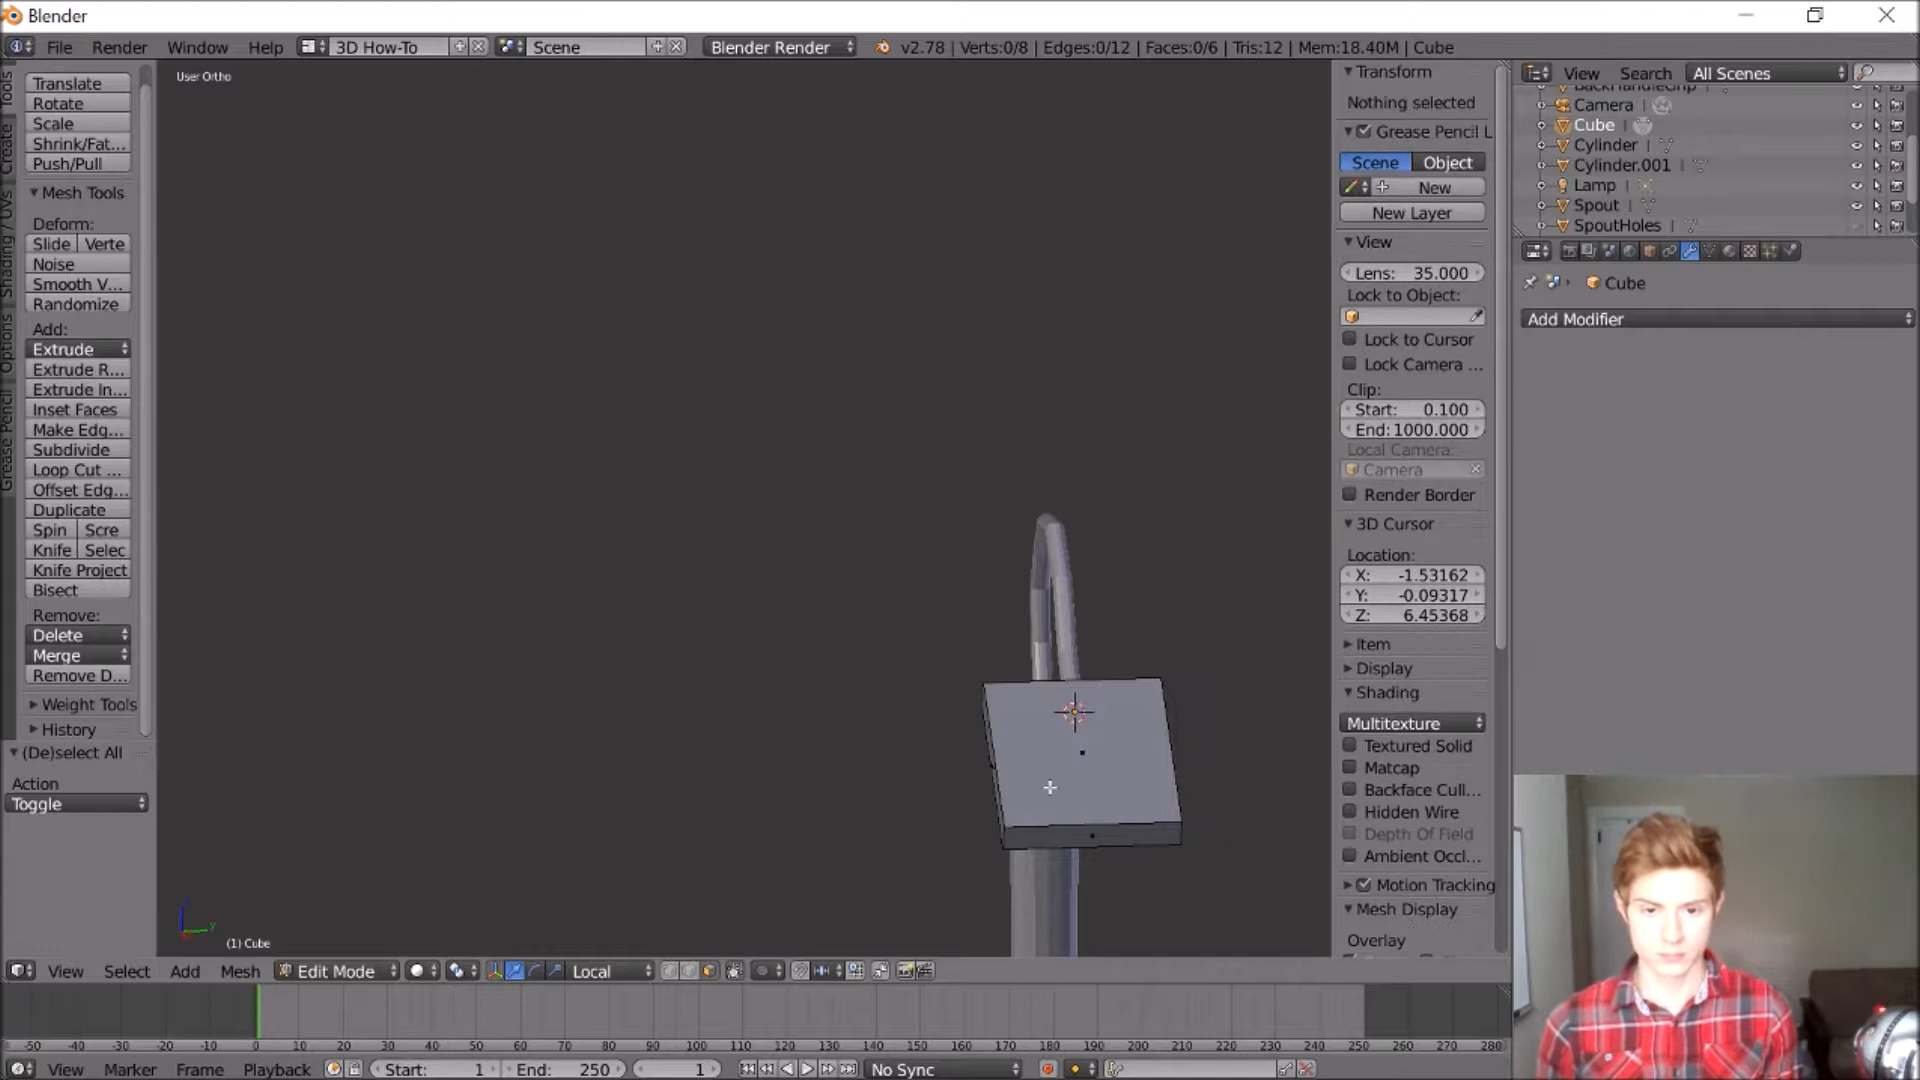 Blender
File Render Window Help 3D How-To Scene Blender Render v2.78 | Verts:0/8 | Edges:0/12 | Faces:0/6 | Tris:12 | Mem:18.40M | Cube
Tools
Create
Shading / UVs
Options
Grease Pencil
Translate
Rotate
Scale
Shrink/Fat...
Push/Pull
Mesh Tools
Deform:
Slide Verte
Noise
Smooth V...
Randomize
Add:
Extrude
Extrude R...
Extrude In...
Inset Faces
Make Edg...
Subdivide
Loop Cut ...
Offset Edg...
Duplicate
Spin Scre
Knife Selec
Knife Project
Bisect
Remove:
Delete
Merge
Remove D...
Weight Tools
History
(De)select All
Action
Toggle
User Ortho
(1) Cube
Transform
Nothing selected
Grease Pencil L
Scene Object
New
New Layer
View
Lens: 35.000
Lock to Object:
Lock to Cursor
Lock Camera ...
Clip:
Start: 0.100
End: 1000.000
Local Camera:
Camera
Render Border
3D Cursor
Location:
X: -1.53162
Y: -0.09317
Z: 6.45368
Item
Display
Shading
Multitexture
Textured Solid
Matcap
Backface Cull...
Hidden Wire
Depth Of Field
Ambient Occl...
Motion Tracking
Mesh Display
Overlay
View Search All Scenes
BackHandleGrip
Camera
Cube
Cylinder
Cylinder.001
Lamp
Spout
SpoutHoles
Cube
Add Modifier
View Select Add Mesh Edit Mode Local
-50 -40 -30 -20 -10 0 10 20 30 40 50 60 70 80 90 100 110 120 130 140 150 160 170 180 190 200 210 220 230 240 250 260 270 280
View Marker Frame Playback Start: 1 End: 250 1 No Sync